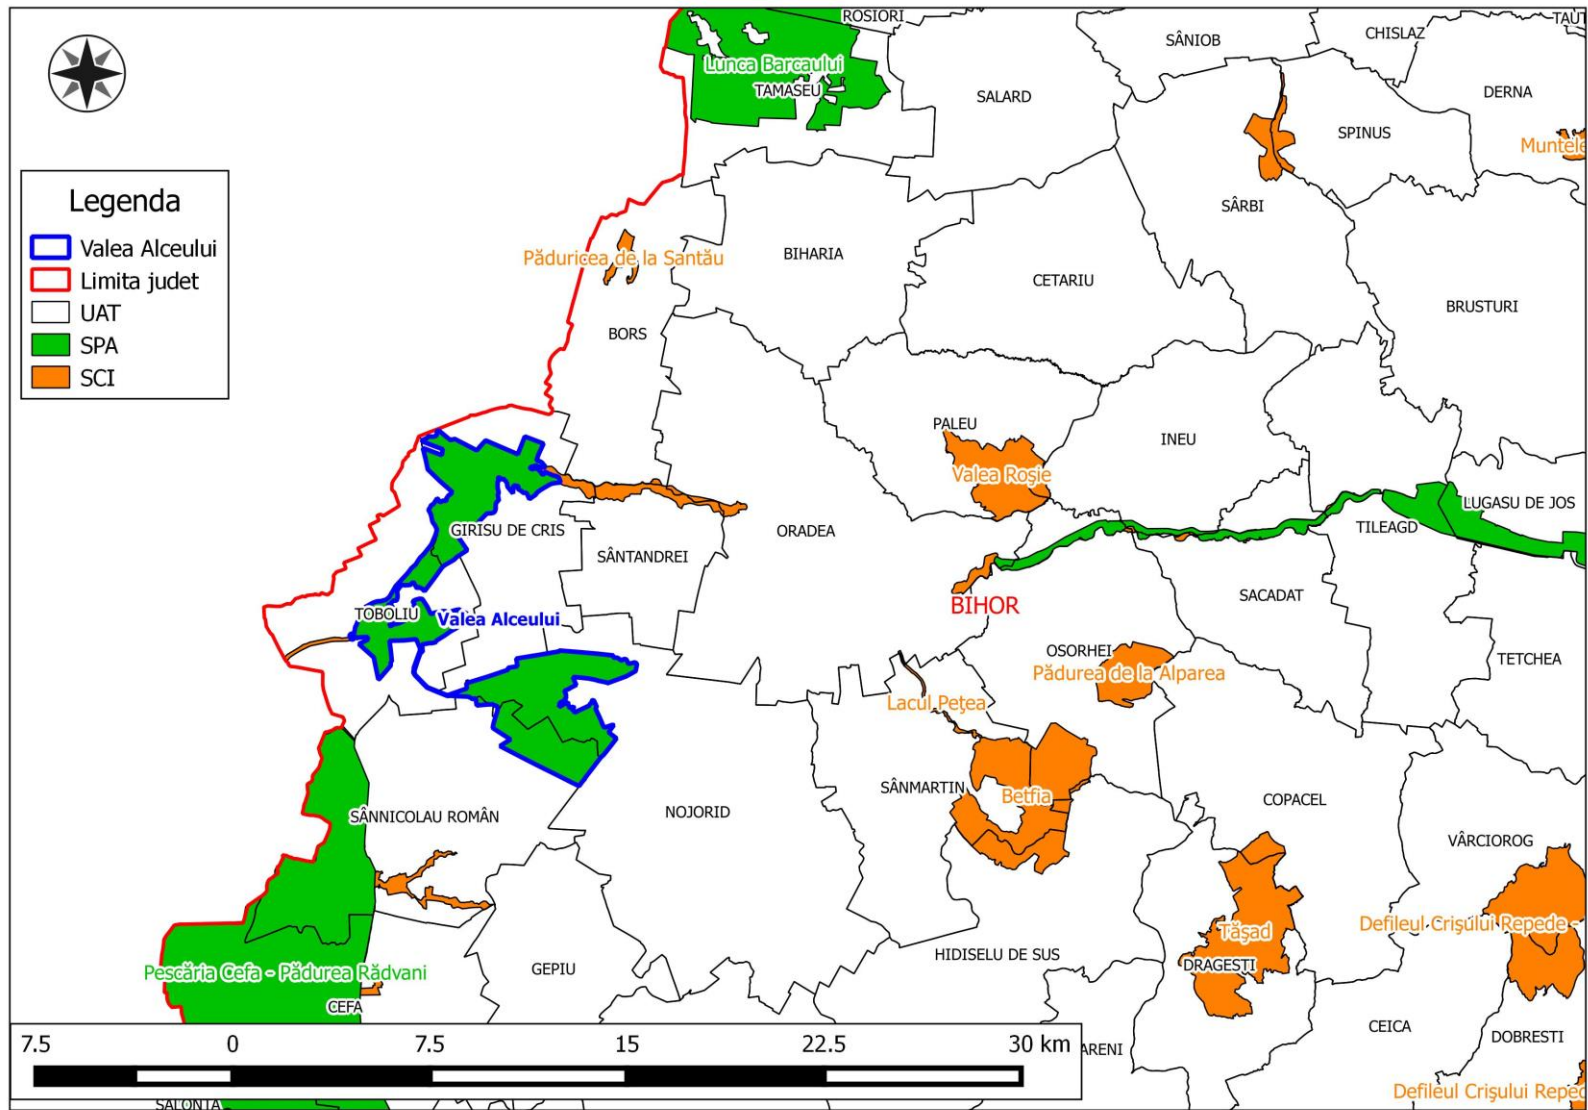 ROSIORI
TAUT
CHISLAZ
SÂNIOB
Lunca Barcaului
TAMASEU
SALARD
DERNA
SPINUS
Muntele
Legenda
Valea Alceului
Limita judet
UAT
SPA
SCI
SÂRBI
Păduricea de la Santău
BIHARIA
CETARIU
BRUSTURI
BORS
PALEU
INEU
Valea Roşie
LUGASU DE JOS
GIRISU DE CRIS
ORADEA
TILEAGD
SÂNTANDREI
BIHOR
SACADAT
TOBOLIU
Valea Alceului
OSORHEI
TETCHEA
Pădurea de la Alparea
Lacul Peţea
SÂNMARTIN
Betfia
COPACEL
SÂNNICOLAU ROMÂN
NOJORID
VÂRCIOROG
Tăşad
Defileul Crişului Repede -
HIDISELU DE SUS
DRAGESTI
Pescăria Cefa - Pădurea Rădvani
GEPIU
CEFA
CEICA
DOBRESTI
7.5 0 7.5 15 22.5 30 km
ARENI
Defileul Crişului Reped
SALONTA